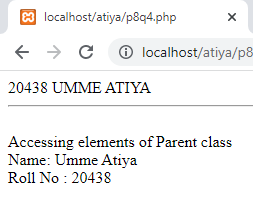 localhost/atiya/p8q4.php
localhost/atiya/p8
20438 UMME ATIYA
Accessing elements of Parent class
Name: Umme Atiya
Roll No : 20438